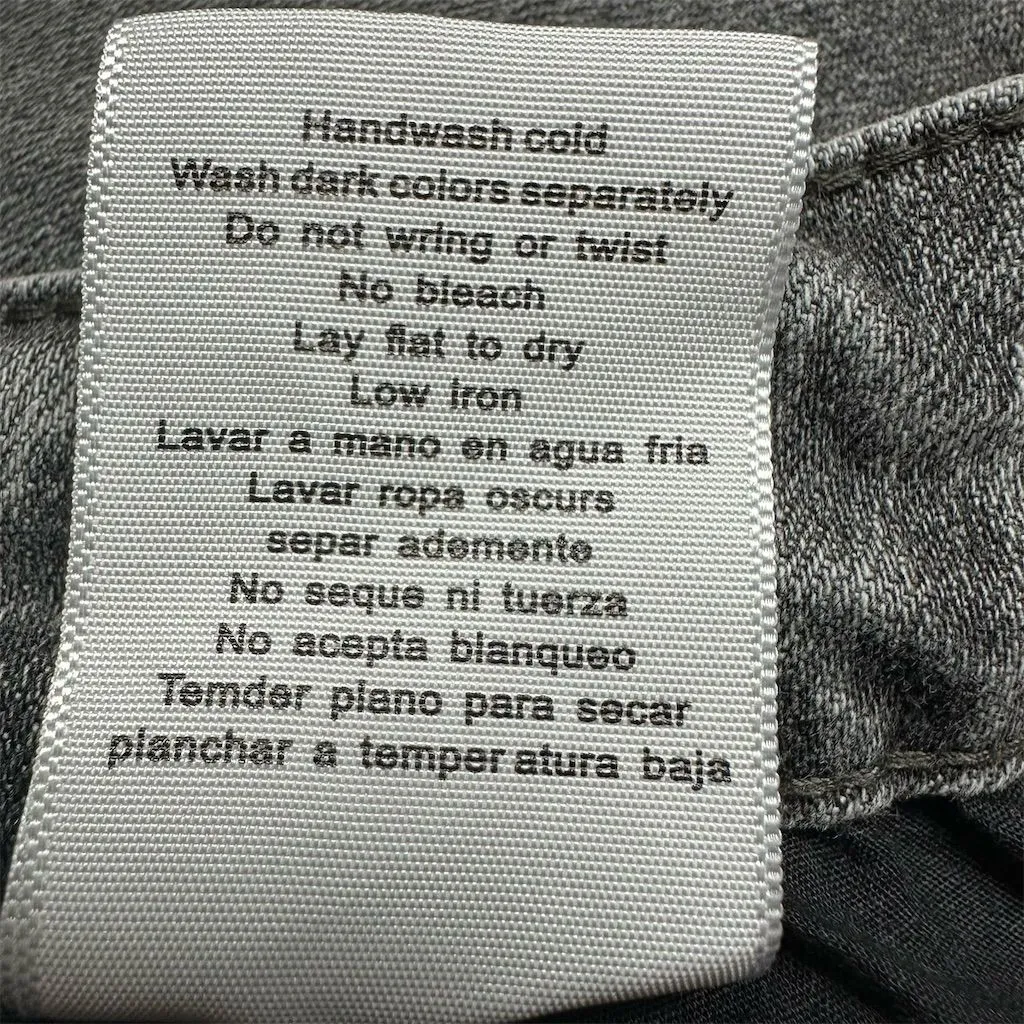 Handwash cold
Wash dark colors separately
Do not wring or twist
No bleach
Lay flat to dry
Low iron
Lavar a mano en agua fria
Lavar ropa oscurs
separ ademente
No seque ni tuerza
No acepta blanqueo
Temder plano para secar
planchar a temper atura baja